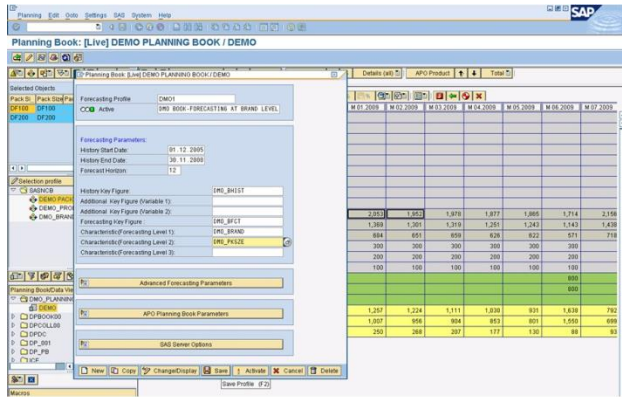 Planning Edit Goto Settings SAS System Help
SAP
Planning Book: [Live] DEMO PLANNING BOOK / DEMO
Planning Book: [Live] DEMO PLANNING BOOK / DEMO
Details (all) APO Product Total
Selected Objects
Pack Si Pack Size
DF100 DF100
DF200 DF200
Forecasting Profile DMO1
Active DMO BOOK-FORECASTING AT BRAND LEVEL
M 01.2009 M 02.2009 M 03.2009 M 04.2009 M 05.2009 M 06.2009 M 07.2009
Forecasting Parameters:
History Start Date: 01.12.2005
History End Date: 30.11.2008
Forecast Horizon: 12
Selection profile
SASNCB
DEMO PACK
DMO_BRAND
History Key Figure: DMO_BHIST
Additional Key Figure (Variable 1):
Additional Key Figure (Variable 2):
Forecasting Key Figure : DMO_BFCT
Characteristic(Forecasting Level 1): DMO_BRAND
Characteristic(Forecasting Level 2): DMO_PKSZE
Characteristic(Forecasting Level 3):
2,053 1,952 1,978 1,877 1,865 1,714 2,156
1,369 1,301 1,319 1,251 1,243 1,143 1,438
684 651 659 626 622 571 718
300 300 300 300 300 300
200 200 200 200 200 200
100 100 100 100 100 100
800
800
Advanced Forecasting Parameters
Planning Book/Data Vie
DMO_PLANNIN
DEMO
DPBOOK00
DPCOLL00
DPDC
DP_001
DP_PB
ICF
APO Planning Book Parameters
SAS Server Options
1,257 1,224 1,111 1,030 931 1,638 792
1,007 956 904 853 801 1,550 699
250 268 207 177 130 88 93
New Copy Change/Display Save Activate Cancel Delete
Save Profile (F2)
Macros